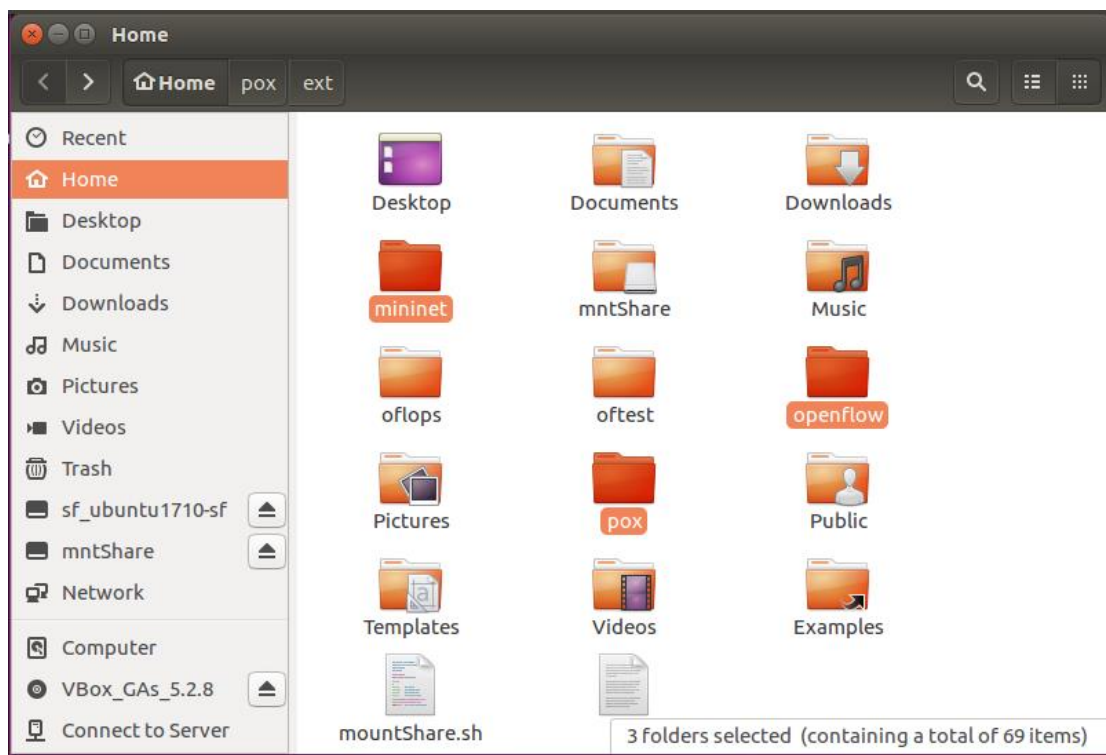 Home
Home pox ext
Recent
Home
Desktop
Documents
Downloads
Music
Pictures
Videos
Trash
sf_ubuntu1710-sf
mntShare
Network
Computer
VBox_GAs_5.2.8
Connect to Server
Desktop Documents Downloads
mininet mntShare Music
oflops oftest openflow
Pictures pox Public
Templates Videos Examples
mountShare.sh
3 folders selected (containing a total of 69 items)